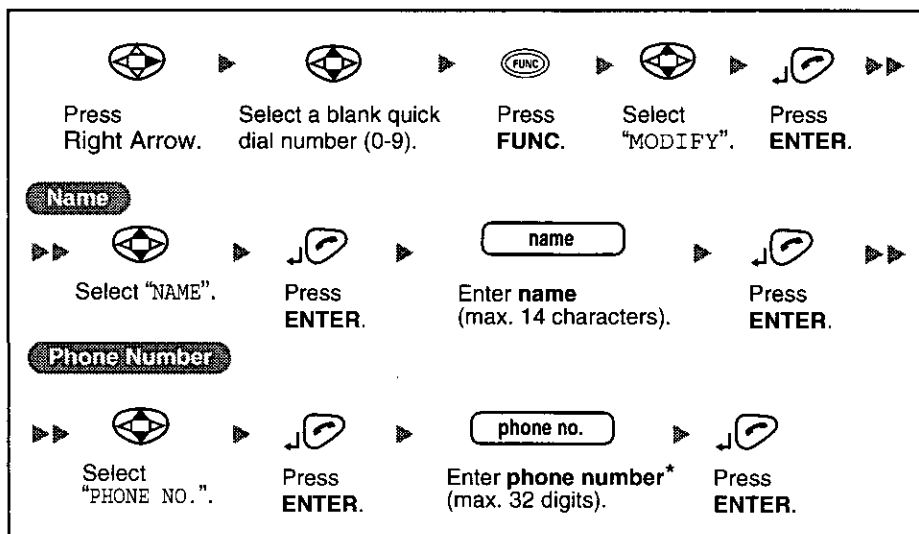 FUNC
Press
Right Arrow.
Select a blank quick
dial number (0-9).
Press
FUNC.
Select
“MODIFY”.
Press
ENTER.
Name
name
Select “NAME”.
Press
ENTER.
Enter name
(max. 14 characters).
Press
ENTER.
Phone Number
phone no.
Select
“PHONE NO.”.
Press
ENTER.
Enter phone number*
(max. 32 digits).
Press
ENTER.